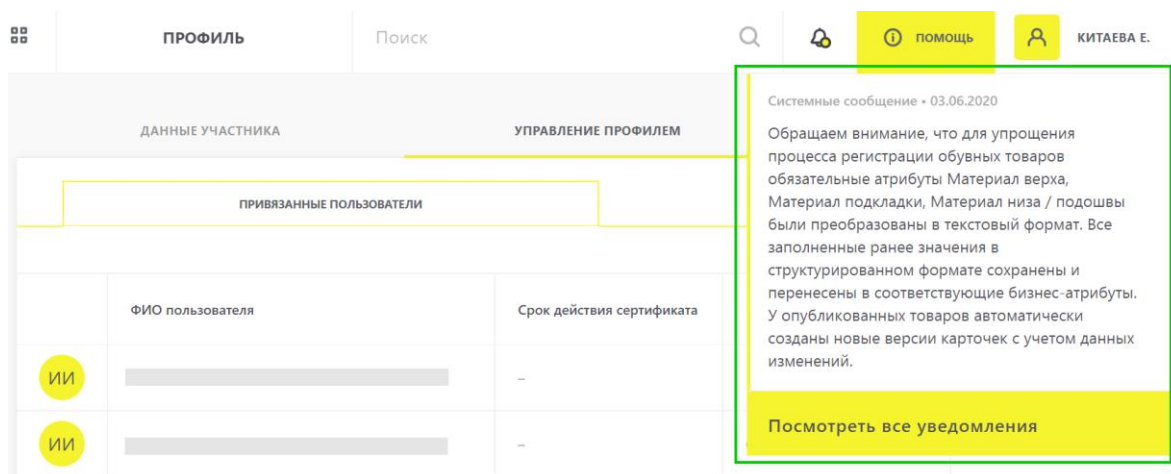 ПРОФИЛЬ
Поиск
ПОМОЩЬ
КИТАЕВА Е.
ДАННЫЕ УЧАСТНИКА
УПРАВЛЕНИЕ ПРОФИЛЕМ
ПРИВЯЗАННЫЕ ПОЛЬЗОВАТЕЛИ
ФИО пользователя
Срок действия сертификата
ИИ
–
ИИ
–
Системные сообщение • 03.06.2020
Обращаем внимание, что для упрощения
процесса регистрации обувных товаров
обязательные атрибуты Материал верха,
Материал подкладки, Материал низа / подошвы
были преобразованы в текстовый формат. Все
заполненные ранее значения в
структурированном формате сохранены и
перенесены в соответствующие бизнес-атрибуты.
У опубликованных товаров автоматически
созданы новые версии карточек с учетом данных
изменений.
Посмотреть все уведомления